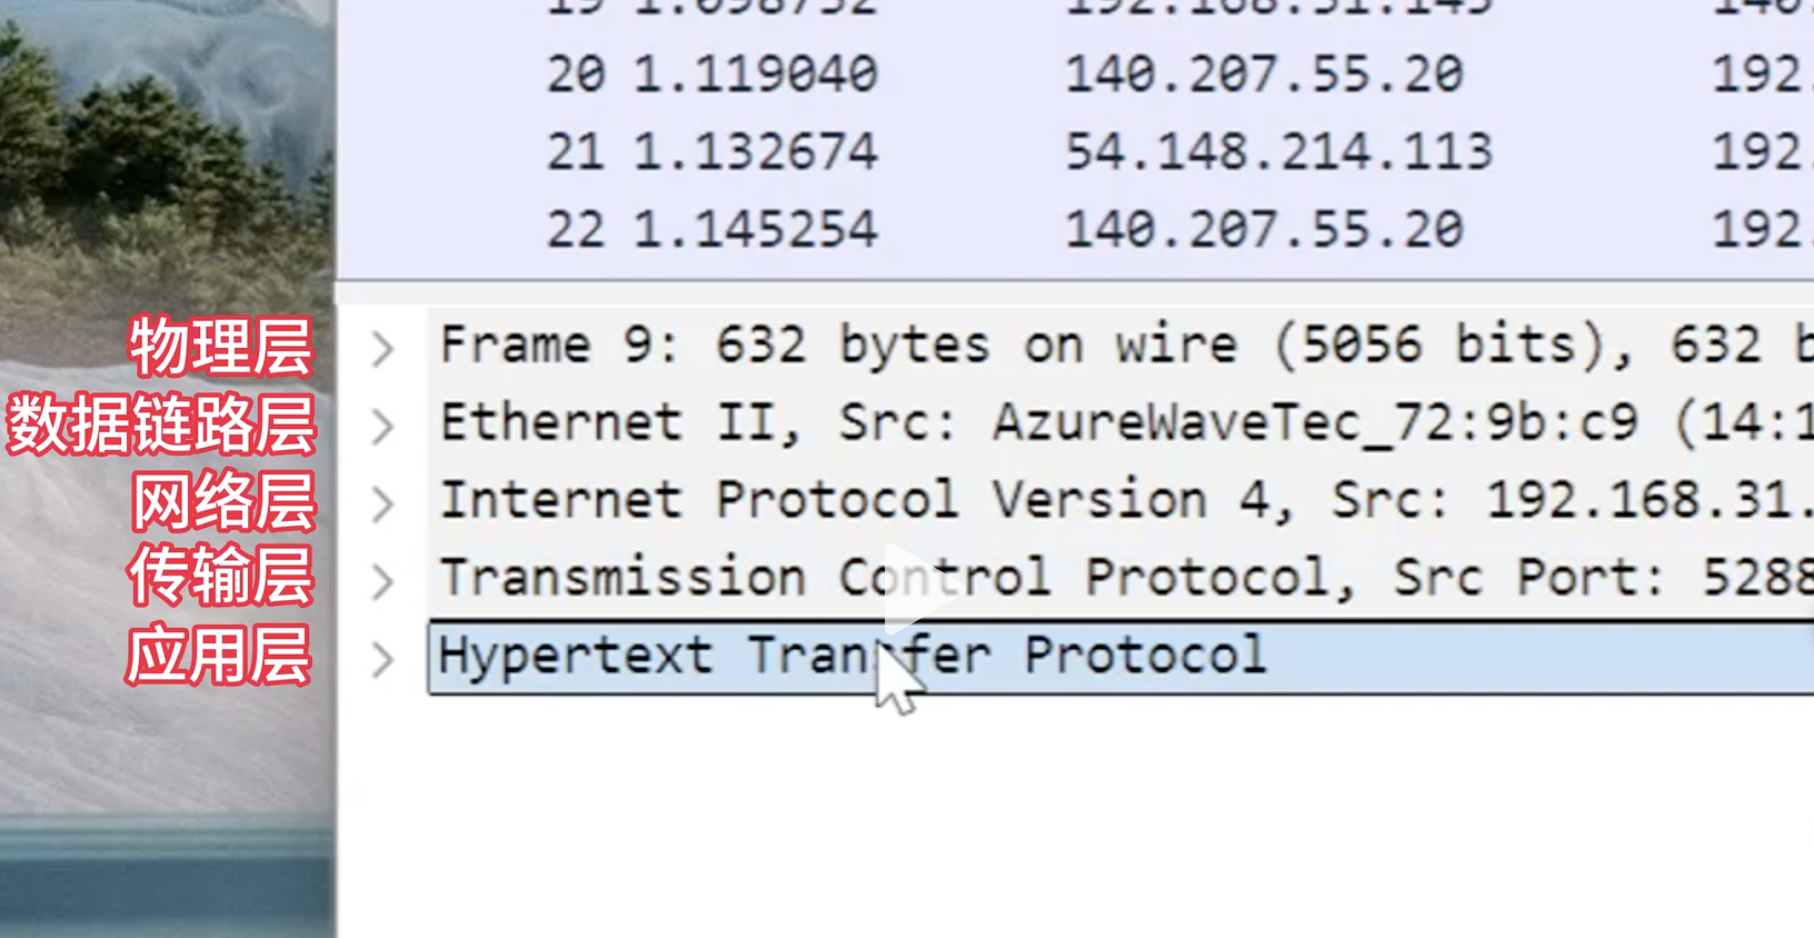 19 1.098752 192.168.31.145
20 1.119040 140.207.55.20 192.
21 1.132674 54.148.214.113 192.
22 1.145254 140.207.55.20 192.
物理层 Frame 9: 632 bytes on wire (5056 bits), 632 b
数据链路层 Ethernet II, Src: AzureWaveTec_72:9b:c9 (14:1
网络层 Internet Protocol Version 4, Src: 192.168.31.
传输层 Transmission Control Protocol, Src Port: 5288
应用层 Hypertext Transfer Protocol